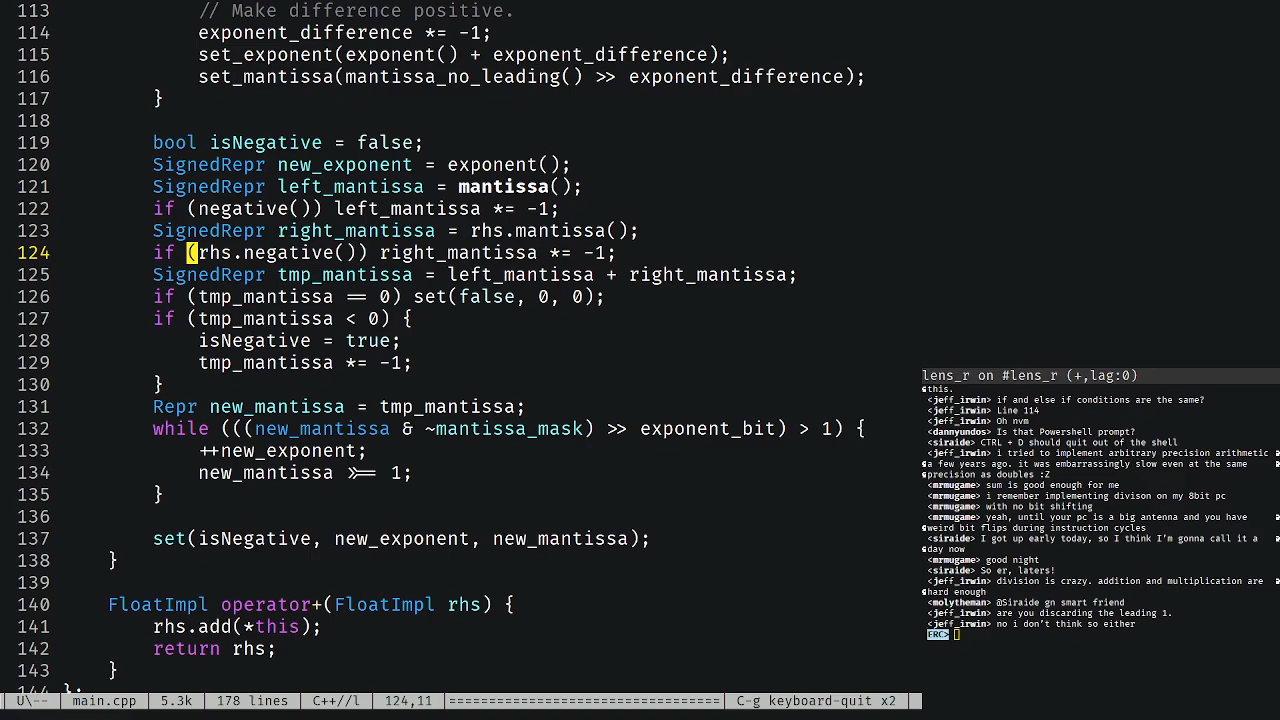 113             // Make difference positive.
114             exponent_difference *= -1;
115             set_exponent(exponent() + exponent_difference);
116             set_mantissa(mantissa_no_leading() >> exponent_difference);
117         }
118
119         bool isNegative = false;
120         SignedRepr new_exponent = exponent();
121         SignedRepr left_mantissa = mantissa();
122         if (negative()) left_mantissa *= -1;
123         SignedRepr right_mantissa = rhs.mantissa();
124         if (rhs.negative()) right_mantissa *= -1;
125         SignedRepr tmp_mantissa = left_mantissa + right_mantissa;
126         if (tmp_mantissa == 0) set(false, 0, 0);
127         if (tmp_mantissa < 0) {
128             isNegative = true;
129             tmp_mantissa *= -1;
130         }
131         Repr new_mantissa = tmp_mantissa;
132         while (((new_mantissa & ~mantissa_mask) >> exponent_bit) > 1) {
133             ++new_exponent;
134             new_mantissa >>= 1;
135         }
136
137         set(isNegative, new_exponent, new_mantissa);
138     }
139
140     FloatImpl operator+(FloatImpl rhs) {
141         rhs.add(*this);
142         return rhs;
143     }
144 };
U\-- main.cpp 5.3k 178 lines C++//l 124,11 ============================== C-g keyboard-quit x2
lens_r on #lens_r (+,lag:0)
this.
<jeff_irwin> if and else if conditions are the same?
<jeff_irwin> Line 114
<jeff_irwin> Oh nvm
<dannyundos> Is that Powershell prompt?
<siraide> CTRL + D should quit out of the shell
<jeff_irwin> i tried to implement arbitrary precision arithmetic
a few years ago. it was embarrassingly slow even at the same
precision as doubles :Z
<mrmugame> sum is good enough for me
<mrmugame> i remember implementing divison on my 8bit pc
<mrmugame> with no bit shifting
<mrmugame> yeah, until your pc is a big antenna and you have
weird bit flips during instruction cycles
<siraide> I got up early today, so I think I'm gonna call it a
day now
<mrmugame> good night
<siraide> So er, laters!
<jeff_irwin> division is crazy. addition and multiplication are
hard enough
<molytheman> @Siraide gn smart friend
<jeff_irwin> are you discarding the leading 1.
<jeff_irwin> no i don't think so either
ERC>